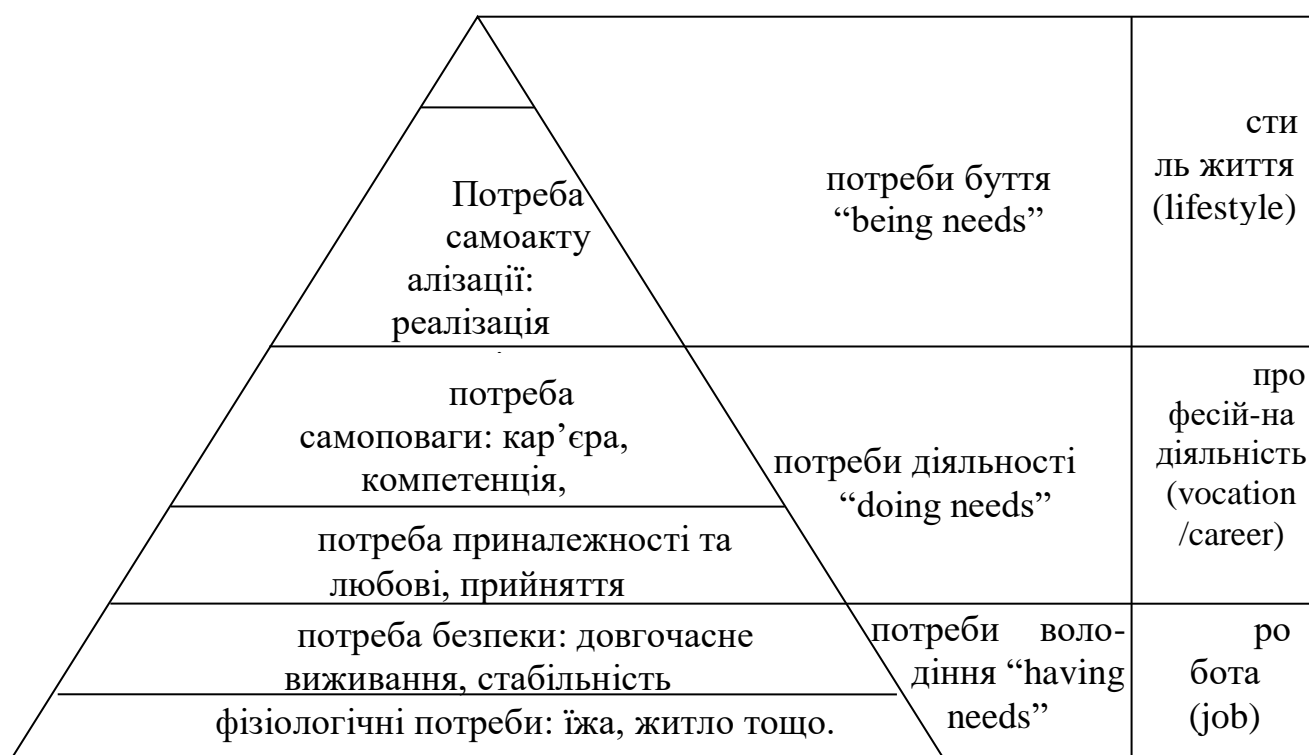 Потреба
самоакту
алізації:
реалізація
потреби буття
“being needs”
сти
ль життя
(lifestyle)
потреба
самоповаги: кар’єра,
компетенція,
потреби діяльності
“doing needs”
про
фесій-на
діяльність
(vocation
/career)
потреба приналежності та
любові, прийняття
потреба безпеки: довгочасне
виживання, стабільність
потреби воло-
діння “having
needs”
ро
бота
(job)
фізіологічні потреби: їжа, житло тощо.